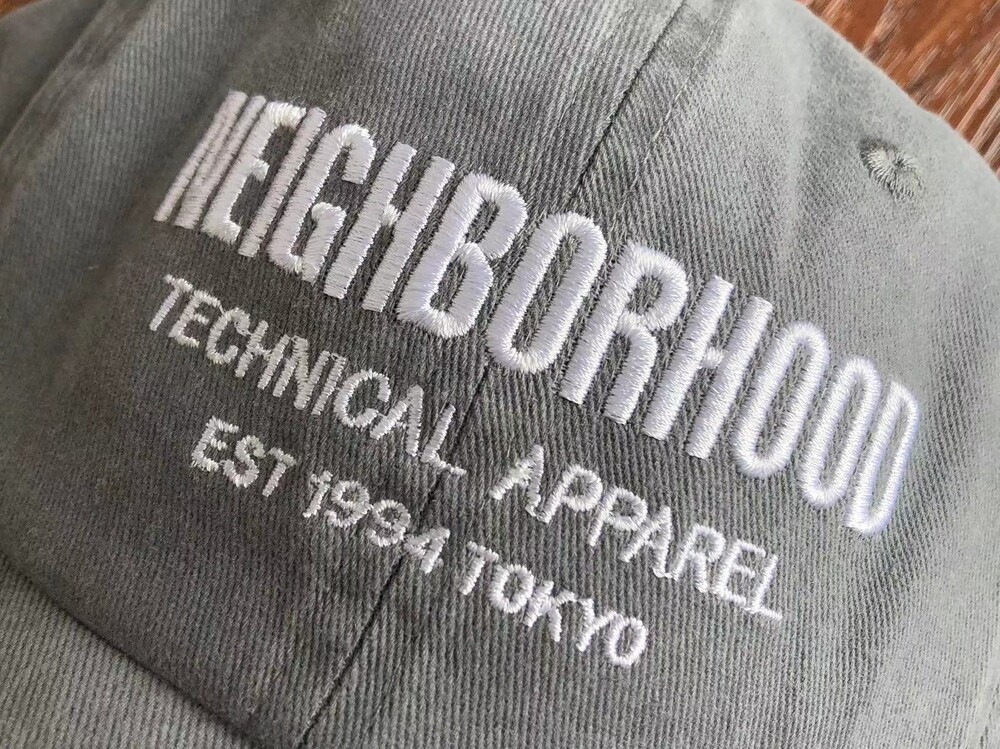 NEIGHBORHOOD
TECHNICAL APPAREL
EST 1994 TOKYO